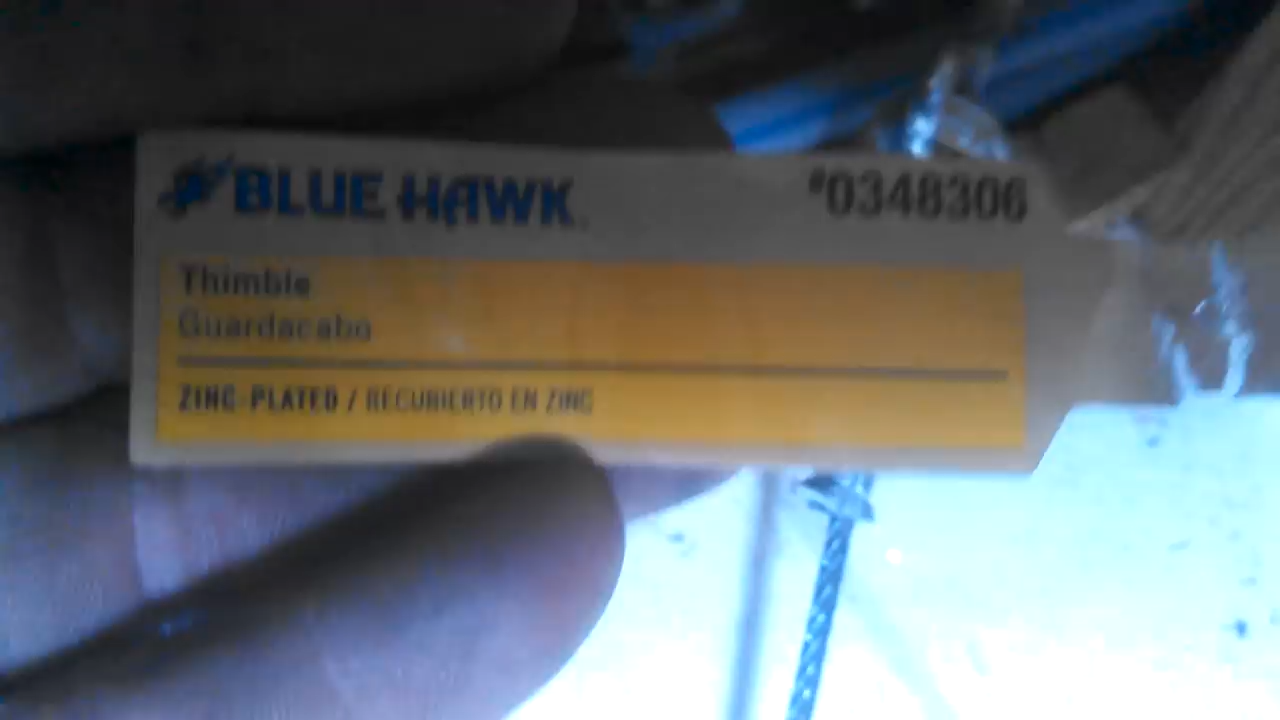 BLUE HAWK
#0348306
Thimble
Guardacabo
ZINC-PLATED / RECUBIERTO EN ZINC